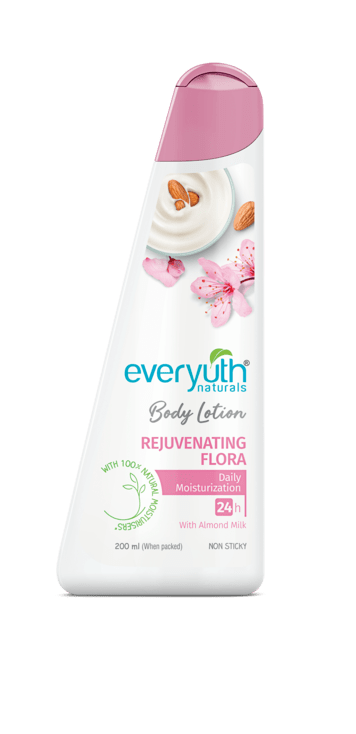 everyuth®
naturals
Body Lotion
REJUVENATING
FLORA
WITH 100% NATURAL MOISTURISERS*
Daily
Moisturization
24h
With Almond Milk
200 ml (When packed)
NON STICKY